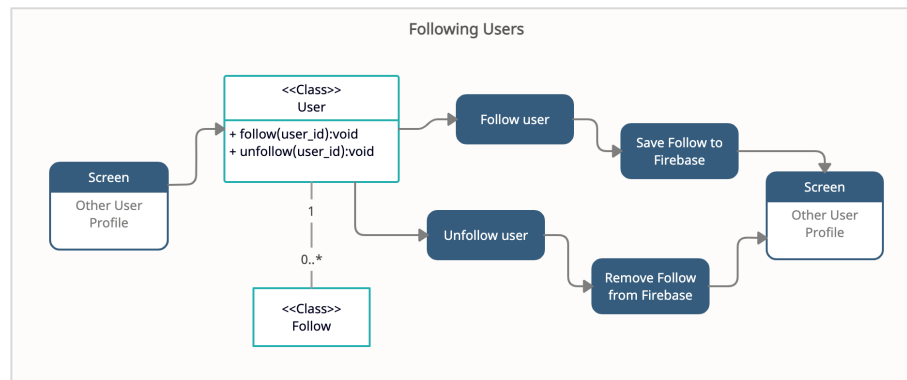 Following Users
<<Class>>
User
+ follow(user_id):void
+ unfollow(user_id):void
Follow user
Save Follow to
Firebase
Screen
Other User
Profile
Screen
Other User
Profile
1
Unfollow user
0..*
Remove Follow
from Firebase
<<Class>>
Follow